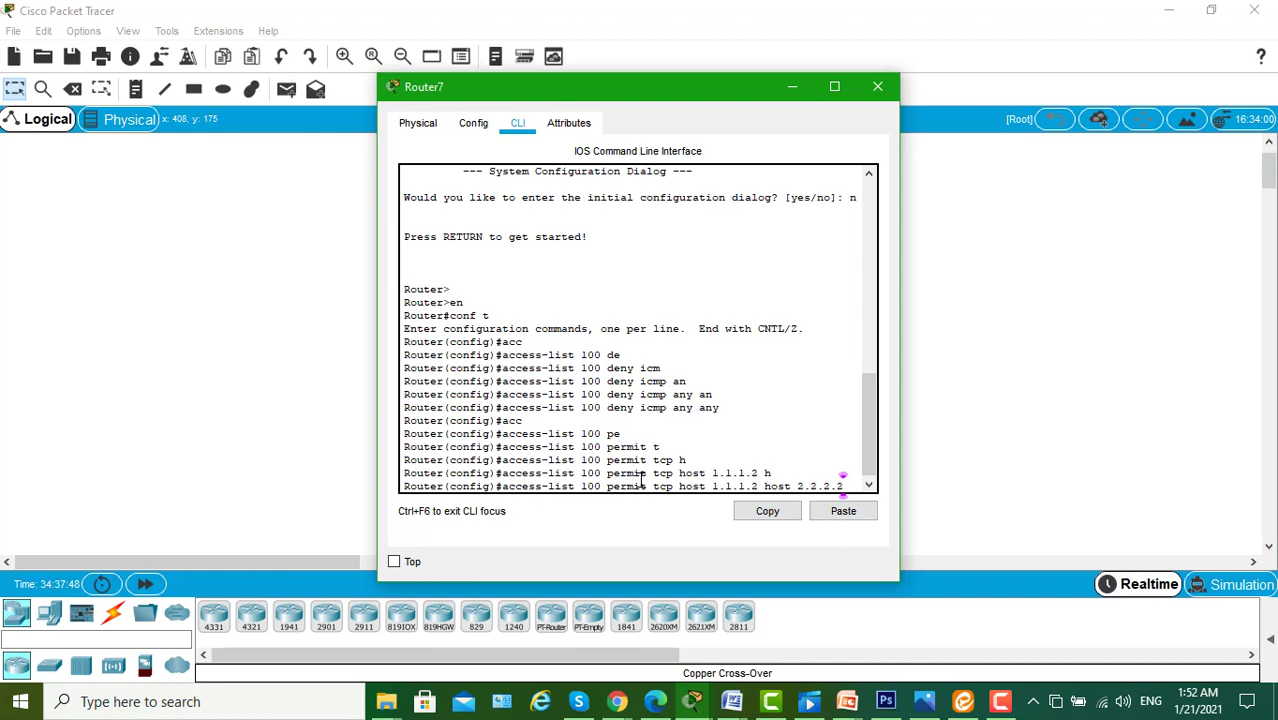 Cisco Packet Tracer
File Edit Options View Tools Extensions Help
?
Logical Physical x: 408, y: 175 [Root] 16:34:00
Router7
Physical Config CLI Attributes
IOS Command Line Interface
--- System Configuration Dialog ---
Would you like to enter the initial configuration dialog? [yes/no]: n
Press RETURN to get started!
Router>
Router>en
Router#conf t
Enter configuration commands, one per line.  End with CNTL/Z.
Router(config)#acc
Router(config)#access-list 100 de
Router(config)#access-list 100 deny icm
Router(config)#access-list 100 deny icmp an
Router(config)#access-list 100 deny icmp any an
Router(config)#access-list 100 deny icmp any any
Router(config)#acc
Router(config)#access-list 100 pe
Router(config)#access-list 100 permit t
Router(config)#access-list 100 permit tcp h
Router(config)#access-list 100 permit tcp host 1.1.1.2 h
Router(config)#access-list 100 permit tcp host 1.1.1.2 host 2.2.2.2
Ctrl+F6 to exit CLI focus Copy Paste
Top
Time: 34:37:48 Realtime Simulation
4331 4321 1941 2901 2911 819IOX 819HGW 829 1240 PT-Router PT-Empty 1841 2620XM 2621XM 2811
Copper Cross-Over
Type here to search
ENG
1:52 AM
1/21/2021